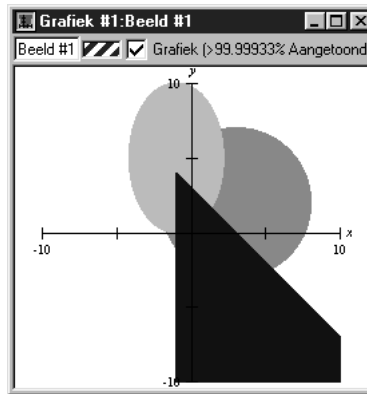 Grafiek #1:Beeld #1
Beeld #1 Grafiek (>99.99933% Aangetoond
y
10
x
-10
10
-10